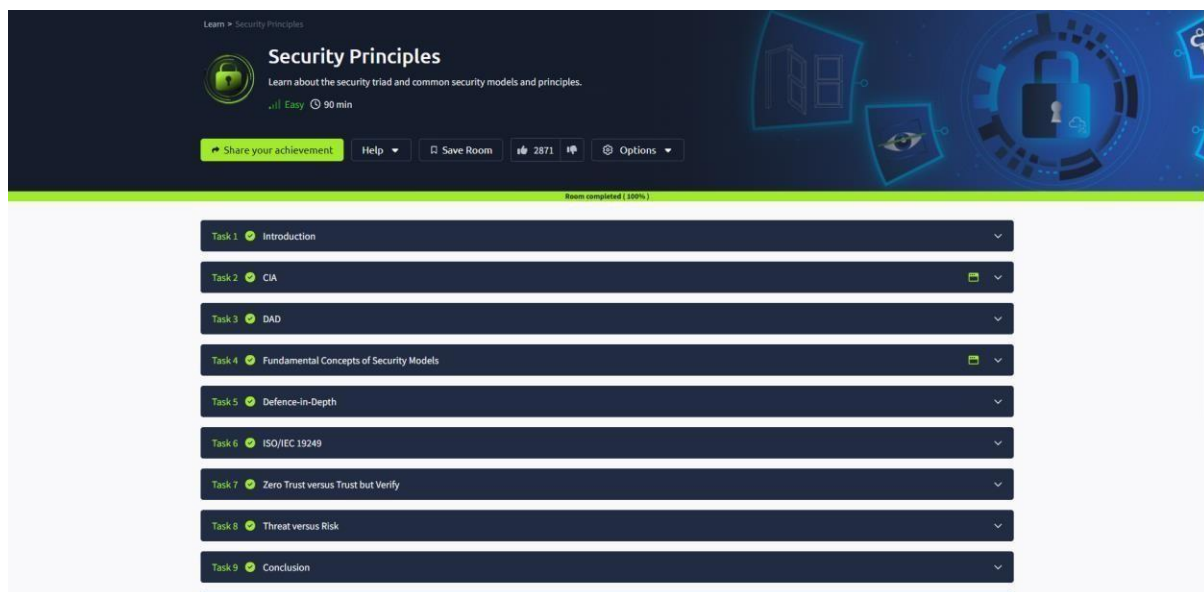 Learn > Security Principles
Security Principles
Learn about the security triad and common security models and principles.
Easy 90 min
Share your achievement Help Save Room 2871 Options
Room completed ( 100% )
Task 1 Introduction
Task 2 CIA
Task 3 DAD
Task 4 Fundamental Concepts of Security Models
Task 5 Defence-in-Depth
Task 6 ISO/IEC 19249
Task 7 Zero Trust versus Trust but Verify
Task 8 Threat versus Risk
Task 9 Conclusion